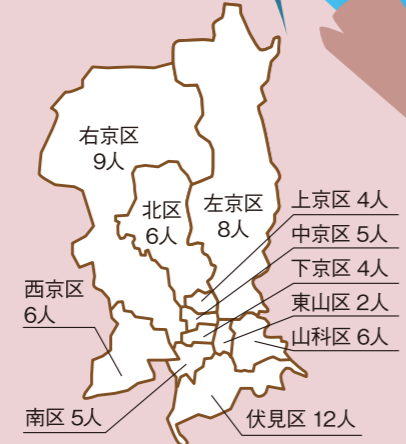 右京区
9人
北区
6人
左京区
8人
上京区 4人
中京区 5人
下京区 4人
東山区 2人
山科区 6人
西京区
6人
南区 5人
伏見区 12人